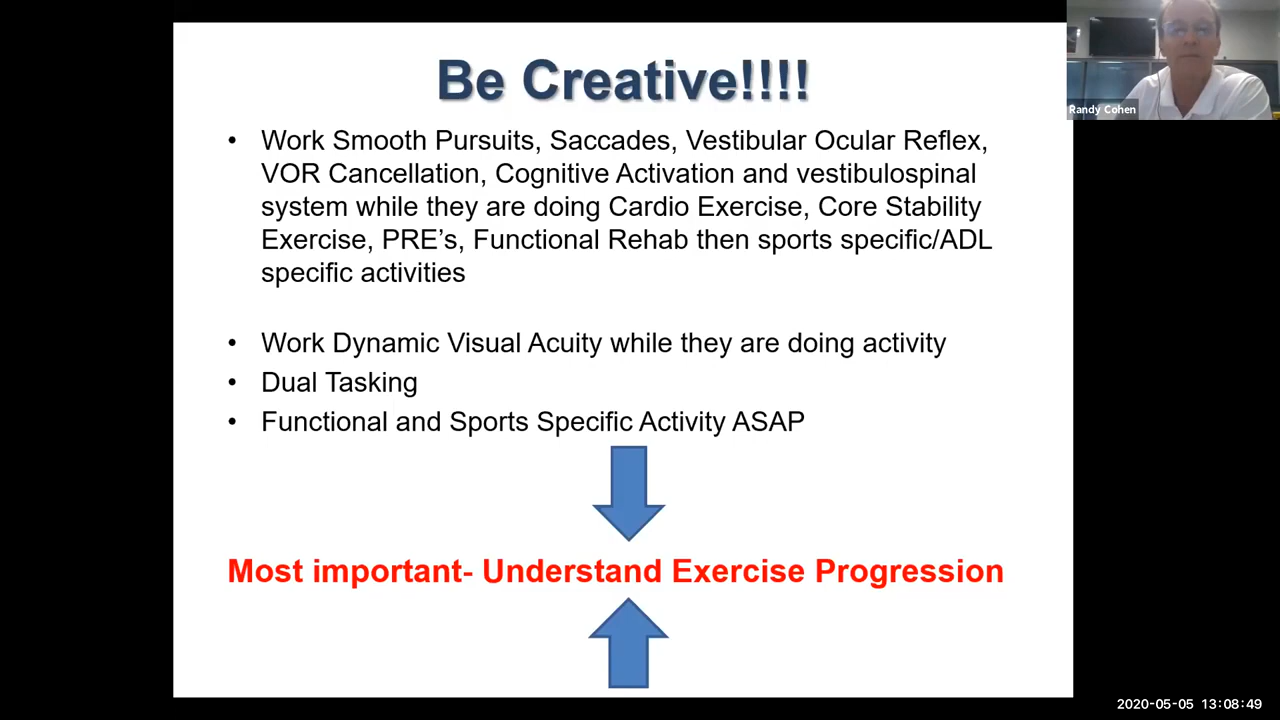 Be Creative!!!!
• Work Smooth Pursuits, Saccades, Vestibular Ocular Reflex,
VOR Cancellation, Cognitive Activation and vestibulospinal
system while they are doing Cardio Exercise, Core Stability
Exercise, PRE’s, Functional Rehab then sports specific/ADL
specific activities
• Work Dynamic Visual Acuity while they are doing activity
• Dual Tasking
• Functional and Sports Specific Activity ASAP
Most important- Understand Exercise Progression
Randy Cohen
2020-05-05 13:08:49